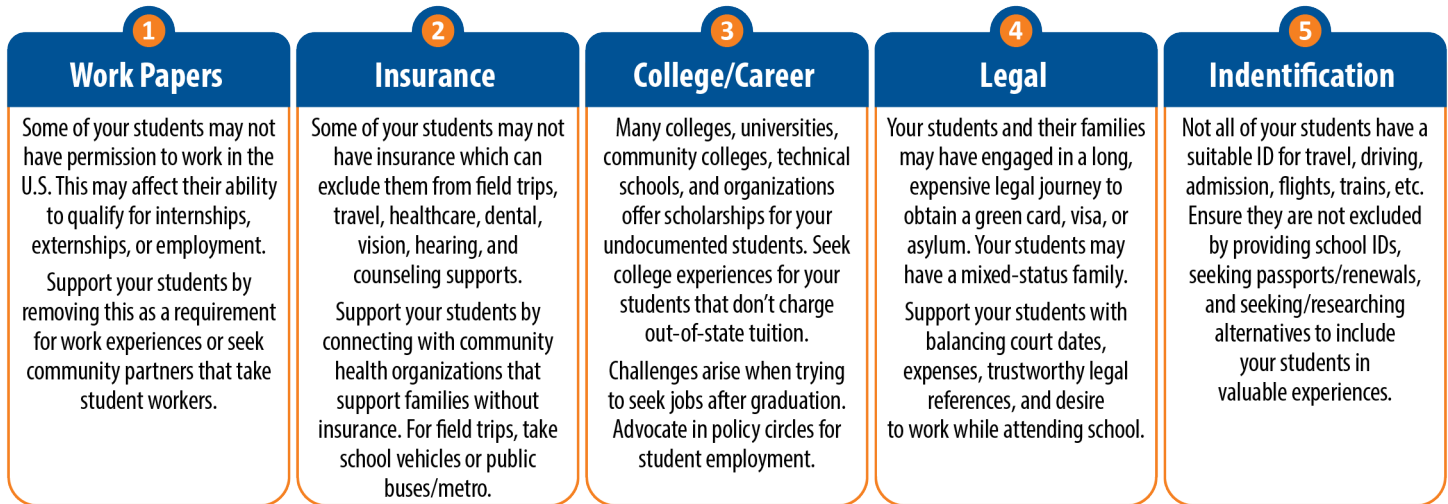 1
Work Papers
Some of your students may not
have permission to work in the
U.S. This may affect their ability
to qualify for internships,
externships, or employment.
Support your students by
removing this as a requirement
for work experiences or seek
community partners that take
student workers.
2
Insurance
Some of your students may not
have insurance which can
exclude them from field trips,
travel, healthcare, dental,
vision, hearing, and
counseling supports.
Support your students by
connecting with community
health organizations that
support families without
insurance. For field trips, take
school vehicles or public
buses/metro.
3
College/Career
Many colleges, universities,
community colleges, technical
schools, and organizations
offer scholarships for your
undocumented students. Seek
college experiences for your
students that don’t charge
out-of-state tuition.
Challenges arise when trying
to seek jobs after graduation.
Advocate in policy circles for
student employment.
4
Legal
Your students and their families
may have engaged in a long,
expensive legal journey to
obtain a green card, visa, or
asylum. Your students may
have a mixed-status family.
Support your students with
balancing court dates,
expenses, trustworthy legal
references, and desire
to work while attending school.
5
Indentification
Not all of your students have a
suitable ID for travel, driving,
admission, flights, trains, etc.
Ensure they are not excluded
by providing school IDs,
seeking passports/renewals,
and seeking/researching
alternatives to include
your students in
valuable experiences.